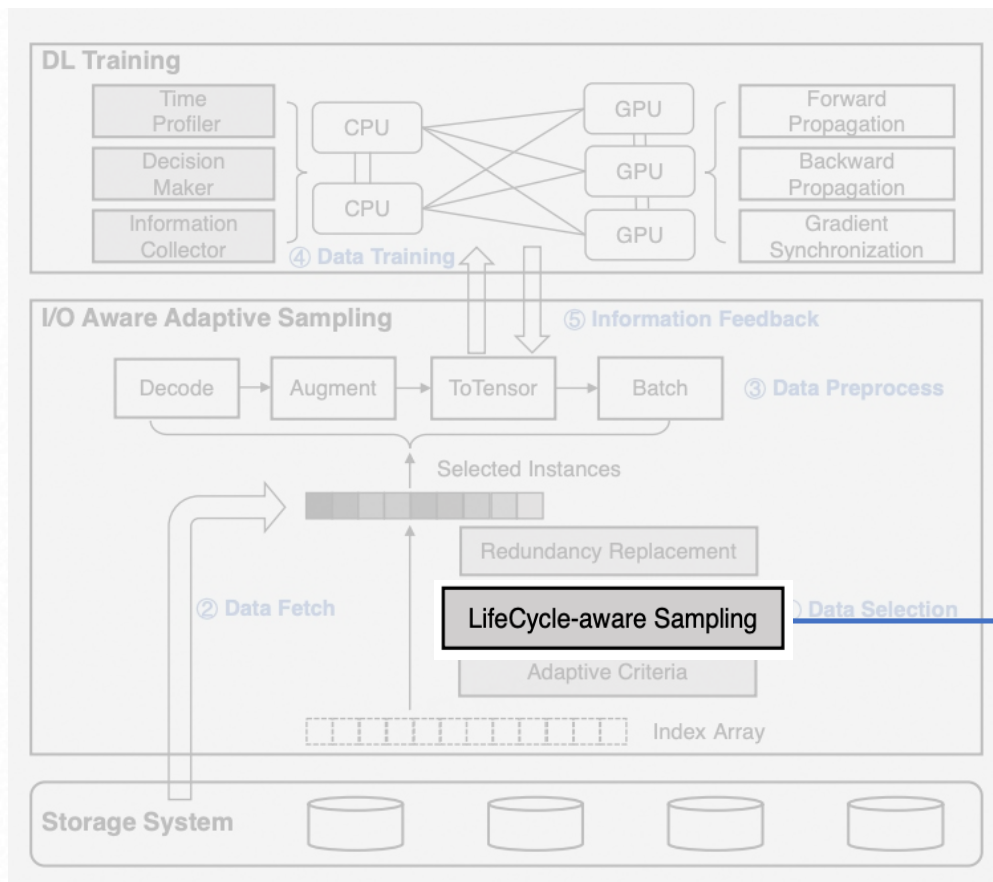 DL Training
Time
Profiler
Decision
Maker
Information
Collector
CPU
CPU
GPU
GPU
GPU
Forward
Propagation
Backward
Propagation
Gradient
Synchronization
④ Data Training
I/O Aware Adaptive Sampling
⑤ Information Feedback
Decode
Augment
ToTensor
Batch
③ Data Preprocess
Selected Instances
Redundancy Replacement
② Data Fetch
LifeCycle-aware Sampling
Data Selection
Adaptive Criteria
Index Array
Storage System